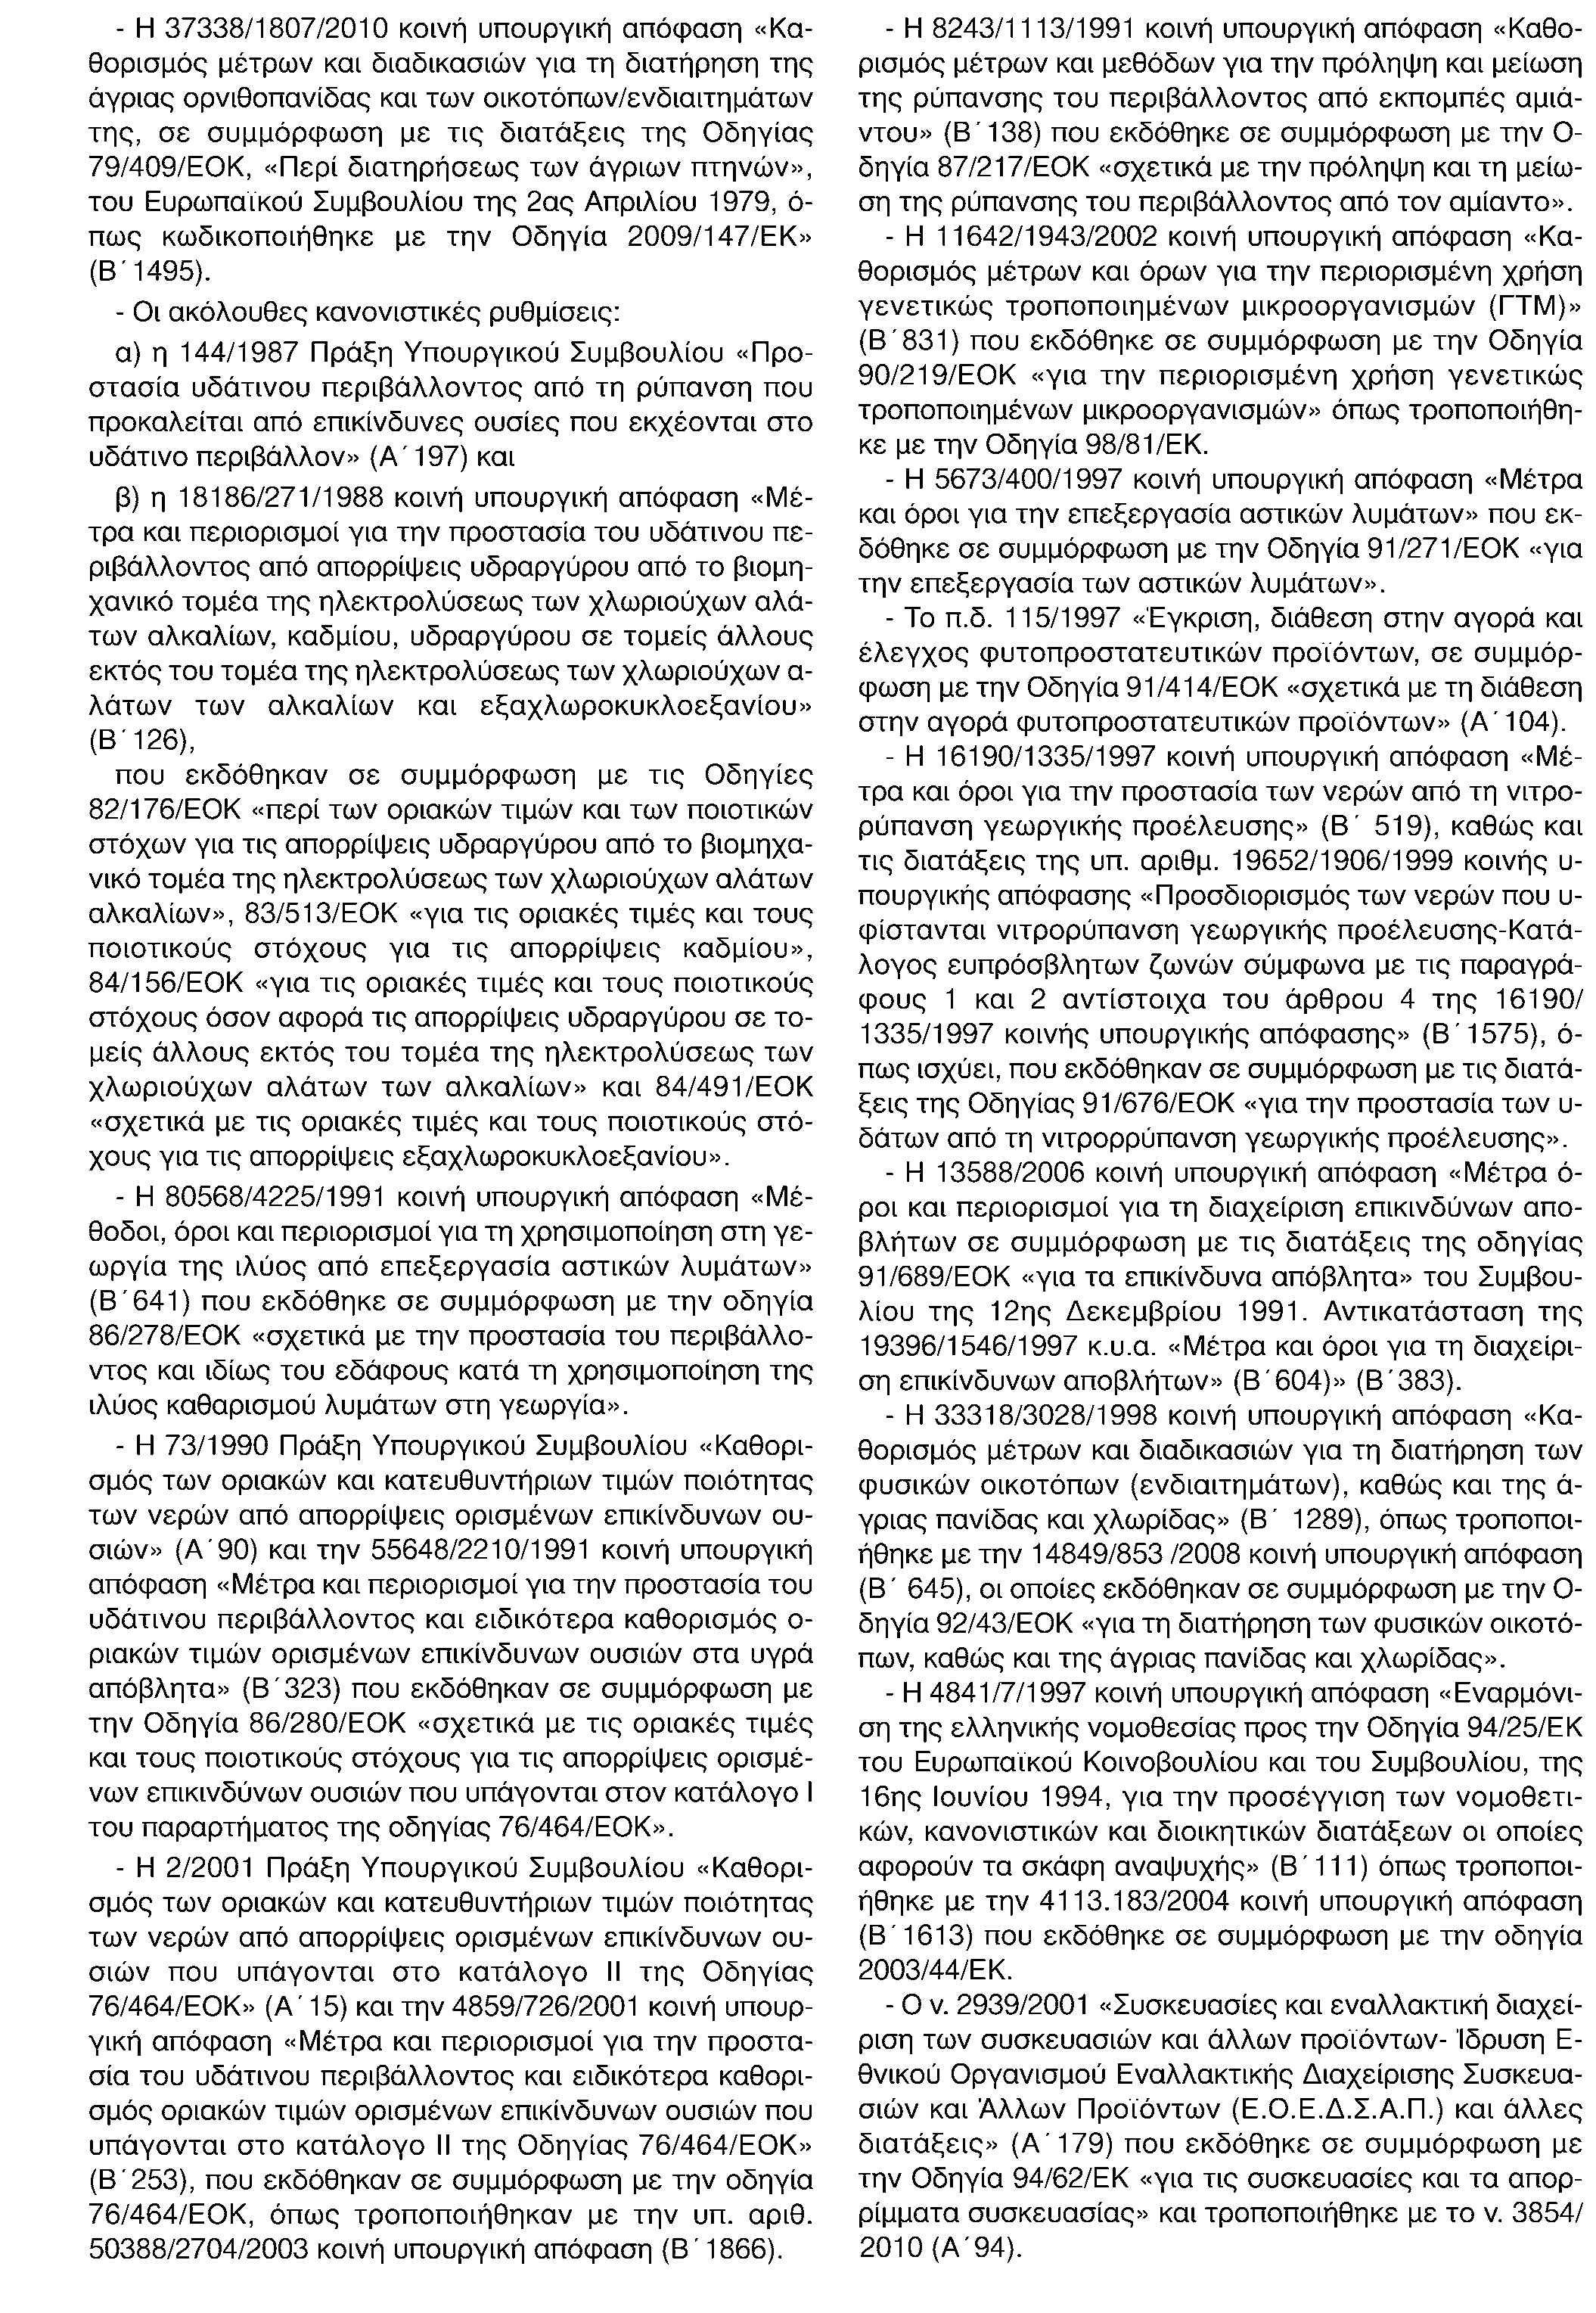 - Η 37338/1807/2010 κοινή υπουργική απόφαση «Κα-
θορισμός μέτρων και διαδικασιών για τη διατήρηση της
άγριας ορνιθοπανίδας και των οικοτόπων/ενδιαιτημάτων
της, σε συμμόρφωση με τις διατάξεις της Οδηγίας
79/409/ΕΟΚ, «Περί διατηρήσεως των άγριων πτηνών»,
του Ευρωπαϊκού Συμβουλίου της 2ας Απριλίου 1979, ό-
πως κωδικοποιήθηκε με την Οδηγία 2009/147/ΕΚ»
(Β΄1495).
- Οι ακόλουθες κανονιστικές ρυθμίσεις:
α) η 144/1987 Πράξη Υπουργικού Συμβουλίου «Προ-
στασία υδάτινου περιβάλλοντος από τη ρύπανση που
προκαλείται από επικίνδυνες ουσίες που εκχέονται στο
υδάτινο περιβάλλον» (Α΄197) και
β) η 18186/271/1988 κοινή υπουργική απόφαση «Μέ-
τρα και περιορισμοί για την προστασία του υδάτινου πε-
ριβάλλοντος από απορρίψεις υδραργύρου από το βιομη-
χανικό τομέα της ηλεκτρολύσεως των χλωριούχων αλά-
των αλκαλίων, καδμίου, υδραργύρου σε τομείς άλλους
εκτός του τομέα της ηλεκτρολύσεως των χλωριούχων α-
λάτων των αλκαλίων και εξαχλωροκυκλοεξανίου»
(Β΄126),
που εκδόθηκαν σε συμμόρφωση με τις Οδηγίες
82/176/ΕΟΚ «περί των οριακών τιμών και των ποιοτικών
στόχων για τις απορρίψεις υδραργύρου από το βιομηχα-
νικό τομέα της ηλεκτρολύσεως των χλωριούχων αλάτων
αλκαλίων», 83/513/ΕΟΚ «για τις οριακές τιμές και τους
ποιοτικούς στόχους για τις απορρίψεις καδμίου»,
84/156/ΕΟΚ «για τις οριακές τιμές και τους ποιοτικούς
στόχους όσον αφορά τις απορρίψεις υδραργύρου σε το-
μείς άλλους εκτός του τομέα της ηλεκτρολύσεως των
χλωριούχων αλάτων των αλκαλίων» και 84/491/ΕΟΚ
«σχετικά με τις οριακές τιμές και τους ποιοτικούς στό-
χους για τις απορρίψεις εξαχλωροκυκλοεξανίου».
- Η 80568/4225/1991 κοινή υπουργική απόφαση «Μέ-
θοδοι, όροι και περιορισμοί για τη χρησιμοποίηση στη γε-
ωργία της ιλύος από επεξεργασία αστικών λυμάτων»
(Β΄641) που εκδόθηκε σε συμμόρφωση με την οδηγία
86/278/ΕΟΚ «σχετικά με την προστασία του περιβάλλο-
ντος και ιδίως του εδάφους κατά τη χρησιμοποίηση της
ιλύος καθαρισμού λυμάτων στη γεωργία».
- Η 73/1990 Πράξη Υπουργικού Συμβουλίου «Καθορι-
σμός των οριακών και κατευθυντήριων τιμών ποιότητας
των νερών από απορρίψεις ορισμένων επικίνδυνων ου-
σιών» (Α΄90) και την 55648/2210/1991 κοινή υπουργική
απόφαση «Μέτρα και περιορισμοί για την προστασία του
υδάτινου περιβάλλοντος και ειδικότερα καθορισμός ο-
ριακών τιμών ορισμένων επικίνδυνων ουσιών στα υγρά
απόβλητα» (Β΄323) που εκδόθηκαν σε συμμόρφωση με
την Οδηγία 86/280/ΕΟΚ «σχετικά με τις οριακές τιμές
και τους ποιοτικούς στόχους για τις απορρίψεις ορισμέ-
νων επικινδύνων ουσιών που υπάγονται στον κατάλογο Ι
του παραρτήματος της οδηγίας 76/464/ΕΟΚ».
- Η 2/2001 Πράξη Υπουργικού Συμβουλίου «Καθορι-
σμός των οριακών και κατευθυντήριων τιμών ποιότητας
των νερών από απορρίψεις ορισμένων επικίνδυνων ου-
σιών που υπάγονται στο κατάλογο ΙΙ της Οδηγίας
76/464/ΕΟΚ» (Α΄15) και την 4859/726/2001 κοινή υπουρ-
γική απόφαση «Μέτρα και περιορισμοί για την προστα-
σία του υδάτινου περιβάλλοντος και ειδικότερα καθορι-
σμός οριακών τιμών ορισμένων επικίνδυνων ουσιών που
υπάγονται στο κατάλογο ΙΙ της Οδηγίας 76/464/ΕΟΚ»
(Β΄253), που εκδόθηκαν σε συμμόρφωση με την οδηγία
76/464/ΕΟΚ, όπως τροποποιήθηκαν με την υπ. αριθ.
50388/2704/2003 κοινή υπουργική απόφαση (Β΄1866).
- Η 8243/1113/1991 κοινή υπουργική απόφαση «Καθο-
ρισμός μέτρων και μεθόδων για την πρόληψη και μείωση
της ρύπανσης του περιβάλλοντος από εκπομπές αμιά-
ντου» (Β΄138) που εκδόθηκε σε συμμόρφωση με την Ο-
δηγία 87/217/ΕΟΚ «σχετικά με την πρόληψη και τη μείω-
ση της ρύπανσης του περιβάλλοντος από τον αμίαντο».
- Η 11642/1943/2002 κοινή υπουργική απόφαση «Κα-
θορισμός μέτρων και όρων για την περιορισμένη χρήση
γενετικώς τροποποιημένων μικροοργανισμών (ΓΤΜ)»
(Β΄831) που εκδόθηκε σε συμμόρφωση με την Οδηγία
90/219/ΕΟΚ «για την περιορισμένη χρήση γενετικώς
τροποποιημένων μικροοργανισμών» όπως τροποποιήθη-
κε με την Οδηγία 98/81/ΕΚ.
- Η 5673/400/1997 κοινή υπουργική απόφαση «Μέτρα
και όροι για την επεξεργασία αστικών λυμάτων» που εκ-
δόθηκε σε συμμόρφωση με την Οδηγία 91/271/ΕΟΚ «για
την επεξεργασία των αστικών λυμάτων».
- Το π.δ. 115/1997 «Έγκριση, διάθεση στην αγορά και
έλεγχος φυτοπροστατευτικών προϊόντων, σε συμμόρ-
φωση με την Οδηγία 91/414/ΕΟΚ «σχετικά με τη διάθεση
στην αγορά φυτοπροστατευτικών προϊόντων» (Α΄104).
- Η 16190/1335/1997 κοινή υπουργική απόφαση «Μέ-
τρα και όροι για την προστασία των νερών από τη νιτρο-
ρύπανση γεωργικής προέλευσης» (Β΄ 519), καθώς και
τις διατάξεις της υπ. αριθμ. 19652/1906/1999 κοινής υ-
πουργικής απόφασης «Προσδιορισμός των νερών που υ-
φίστανται νιτρορύπανση γεωργικής προέλευσης-Κατά-
λογος ευπρόσβλητων ζωνών σύμφωνα με τις παραγρά-
φους 1 και 2 αντίστοιχα του άρθρου 4 της 16190/
1335/1997 κοινής υπουργικής απόφασης» (Β΄1575), ό-
πως ισχύει, που εκδόθηκαν σε συμμόρφωση με τις διατά-
ξεις της Οδηγίας 91/676/ΕΟΚ «για την προστασία των υ-
δάτων από τη νιτρορρύπανση γεωργικής προέλευσης».
- Η 13588/2006 κοινή υπουργική απόφαση «Μέτρα ό-
ροι και περιορισμοί για τη διαχείριση επικινδύνων απο-
βλήτων σε συμμόρφωση με τις διατάξεις της οδηγίας
91/689/ΕΟΚ «για τα επικίνδυνα απόβλητα» του Συμβου-
λίου της 12ης Δεκεμβρίου 1991. Αντικατάσταση της
19396/1546/1997 κ.υ.α. «Μέτρα και όροι για τη διαχείρι-
ση επικίνδυνων αποβλήτων» (Β΄604)» (Β΄383).
- Η 33318/3028/1998 κοινή υπουργική απόφαση «Κα-
θορισμός μέτρων και διαδικασιών για τη διατήρηση των
φυσικών οικοτόπων (ενδιαιτημάτων), καθώς και της ά-
γριας πανίδας και χλωρίδας» (Β΄ 1289), όπως τροποποι-
ήθηκε με την 14849/853 /2008 κοινή υπουργική απόφαση
(Β΄ 645), οι οποίες εκδόθηκαν σε συμμόρφωση με την Ο-
δηγία 92/43/ΕΟΚ «για τη διατήρηση των φυσικών οικοτό-
πων, καθώς και της άγριας πανίδας και χλωρίδας».
- Η 4841/7/1997 κοινή υπουργική απόφαση «Εναρμόνι-
ση της ελληνικής νομοθεσίας προς την Οδηγία 94/25/ΕΚ
του Ευρωπαϊκού Κοινοβουλίου και του Συμβουλίου, της
16ης Ιουνίου 1994, για την προσέγγιση των νομοθετι-
κών, κανονιστικών και διοικητικών διατάξεων οι οποίες
αφορούν τα σκάφη αναψυχής» (Β΄111) όπως τροποποι-
ήθηκε με την 4113.183/2004 κοινή υπουργική απόφαση
(Β΄1613) που εκδόθηκε σε συμμόρφωση με την οδηγία
2003/44/ΕΚ.
- Ο ν. 2939/2001 «Συσκευασίες και εναλλακτική διαχεί-
ριση των συσκευασιών και άλλων προϊόντων- Ίδρυση Ε-
θνικού Οργανισμού Εναλλακτικής Διαχείρισης Συσκευα-
σιών και Άλλων Προϊόντων (Ε.Ο.Ε.Δ.Σ.Α.Π.) και άλλες
διατάξεις» (Α΄179) που εκδόθηκε σε συμμόρφωση με
την Οδηγία 94/62/ΕΚ «για τις συσκευασίες και τα απορ-
ρίμματα συσκευασίας» και τροποποιήθηκε με το ν. 3854/
2010 (Α΄94).